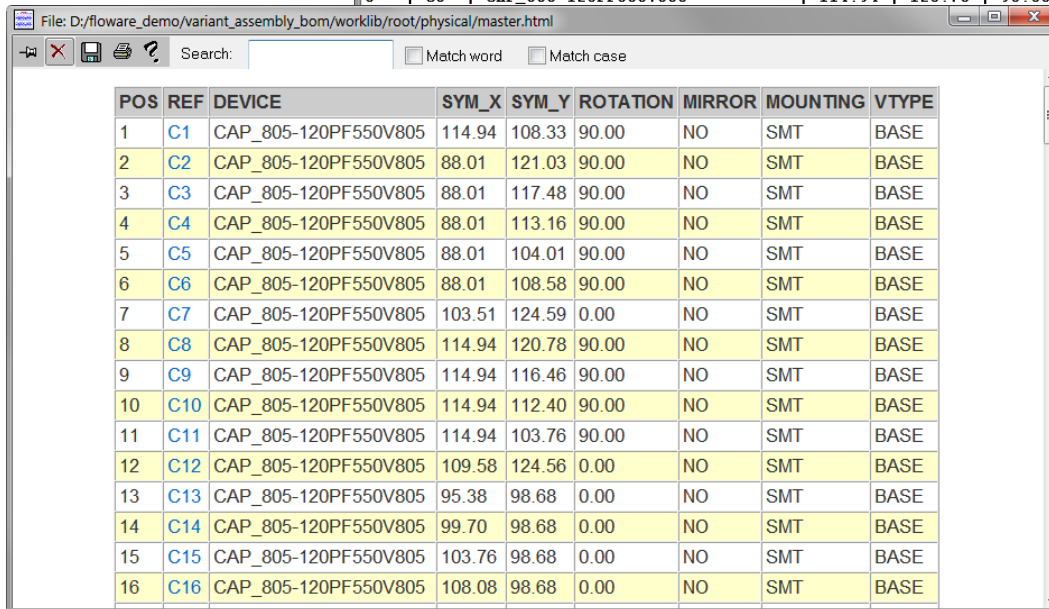 File: D:/floware_demo/variant_assembly_bom/worklib/root/physical/master.html
Search: Match word Match case
POS REF DEVICE SYM_X SYM_Y ROTATION MIRROR MOUNTING VTYPE
1 C1 CAP_805-120PF550V805 114.94 108.33 90.00 NO SMT BASE
2 C2 CAP_805-120PF550V805 88.01 121.03 90.00 NO SMT BASE
3 C3 CAP_805-120PF550V805 88.01 117.48 90.00 NO SMT BASE
4 C4 CAP_805-120PF550V805 88.01 113.16 90.00 NO SMT BASE
5 C5 CAP_805-120PF550V805 88.01 104.01 90.00 NO SMT BASE
6 C6 CAP_805-120PF550V805 88.01 108.58 90.00 NO SMT BASE
7 C7 CAP_805-120PF550V805 103.51 124.59 0.00 NO SMT BASE
8 C8 CAP_805-120PF550V805 114.94 120.78 90.00 NO SMT BASE
9 C9 CAP_805-120PF550V805 114.94 116.46 90.00 NO SMT BASE
10 C10 CAP_805-120PF550V805 114.94 112.40 90.00 NO SMT BASE
11 C11 CAP_805-120PF550V805 114.94 103.76 90.00 NO SMT BASE
12 C12 CAP_805-120PF550V805 109.58 124.56 0.00 NO SMT BASE
13 C13 CAP_805-120PF550V805 95.38 98.68 0.00 NO SMT BASE
14 C14 CAP_805-120PF550V805 99.70 98.68 0.00 NO SMT BASE
15 C15 CAP_805-120PF550V805 103.76 98.68 0.00 NO SMT BASE
16 C16 CAP_805-120PF550V805 108.08 98.68 0.00 NO SMT BASE